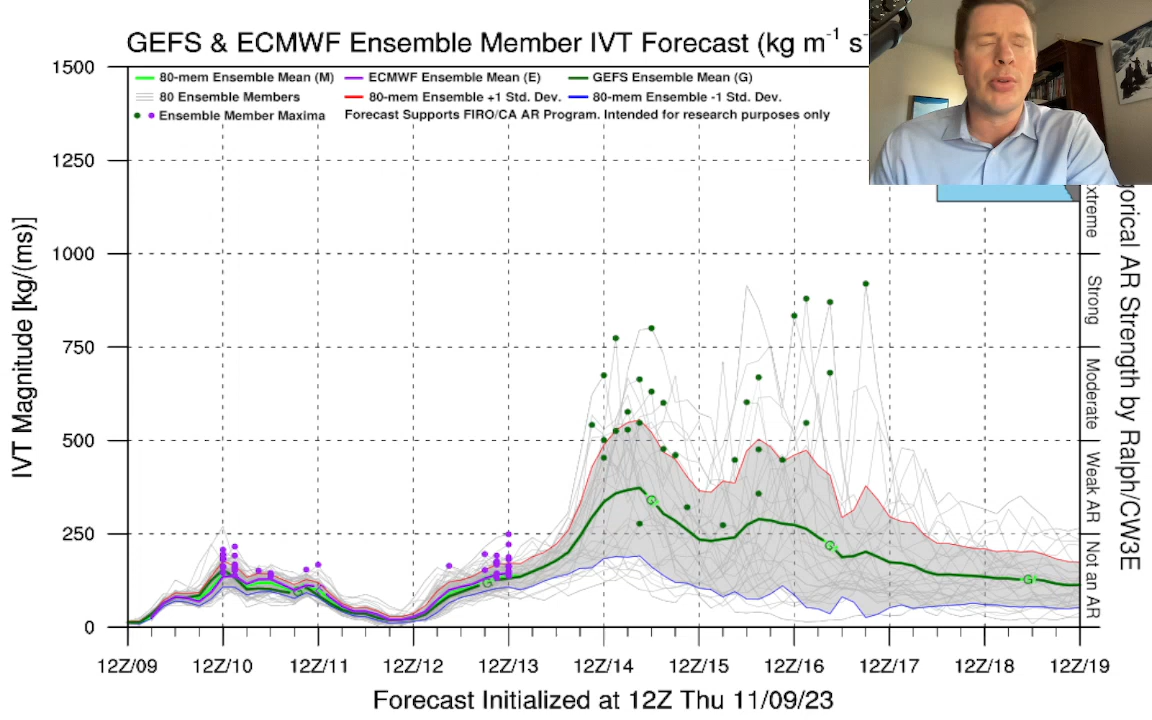 GEFS & ECMWF Ensemble Member IVT Forecast (kg m⁻¹ s
80-mem Ensemble Mean (M) ECMWF Ensemble Mean (E) GEFS Ensemble Mean (G)
80 Ensemble Members 80-mem Ensemble +1 Std. Dev. 80-mem Ensemble -1 Std. Dev.
Ensemble Member Maxima Forecast Supports FIRO/CA AR Program. Intended for research purposes only
IVT Magnitude [kg/(ms)]
1500
1250
1000
750
500
250
0
xtreme
Strong
Moderate
Weak AR
Not an AR
gorical AR Strength by Ralph/CW3E
G
G
G
G
G
12Z/09 12Z/10 12Z/11 12Z/12 12Z/13 12Z/14 12Z/15 12Z/16 12Z/17 12Z/18 12Z/19
Forecast Initialized at 12Z Thu 11/09/23